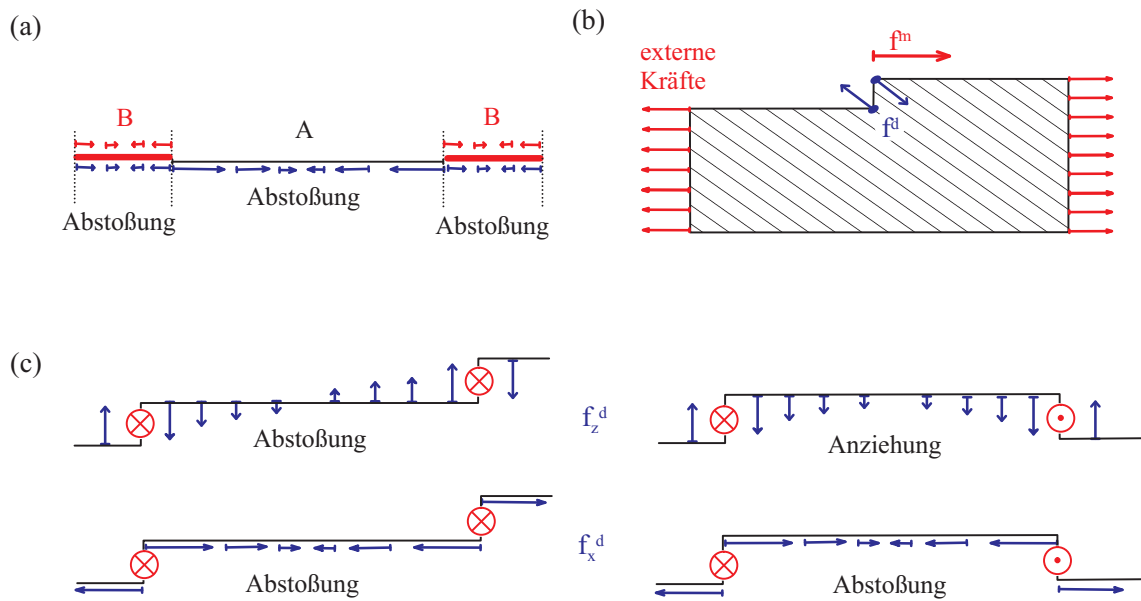 (a)
B
A
B
Abstoßung
Abstoßung
Abstoßung
(b)
externe
Kräfte
f^m
f^d
(c)
Abstoßung
f_z^d
Anziehung
Abstoßung
f_x^d
Abstoßung